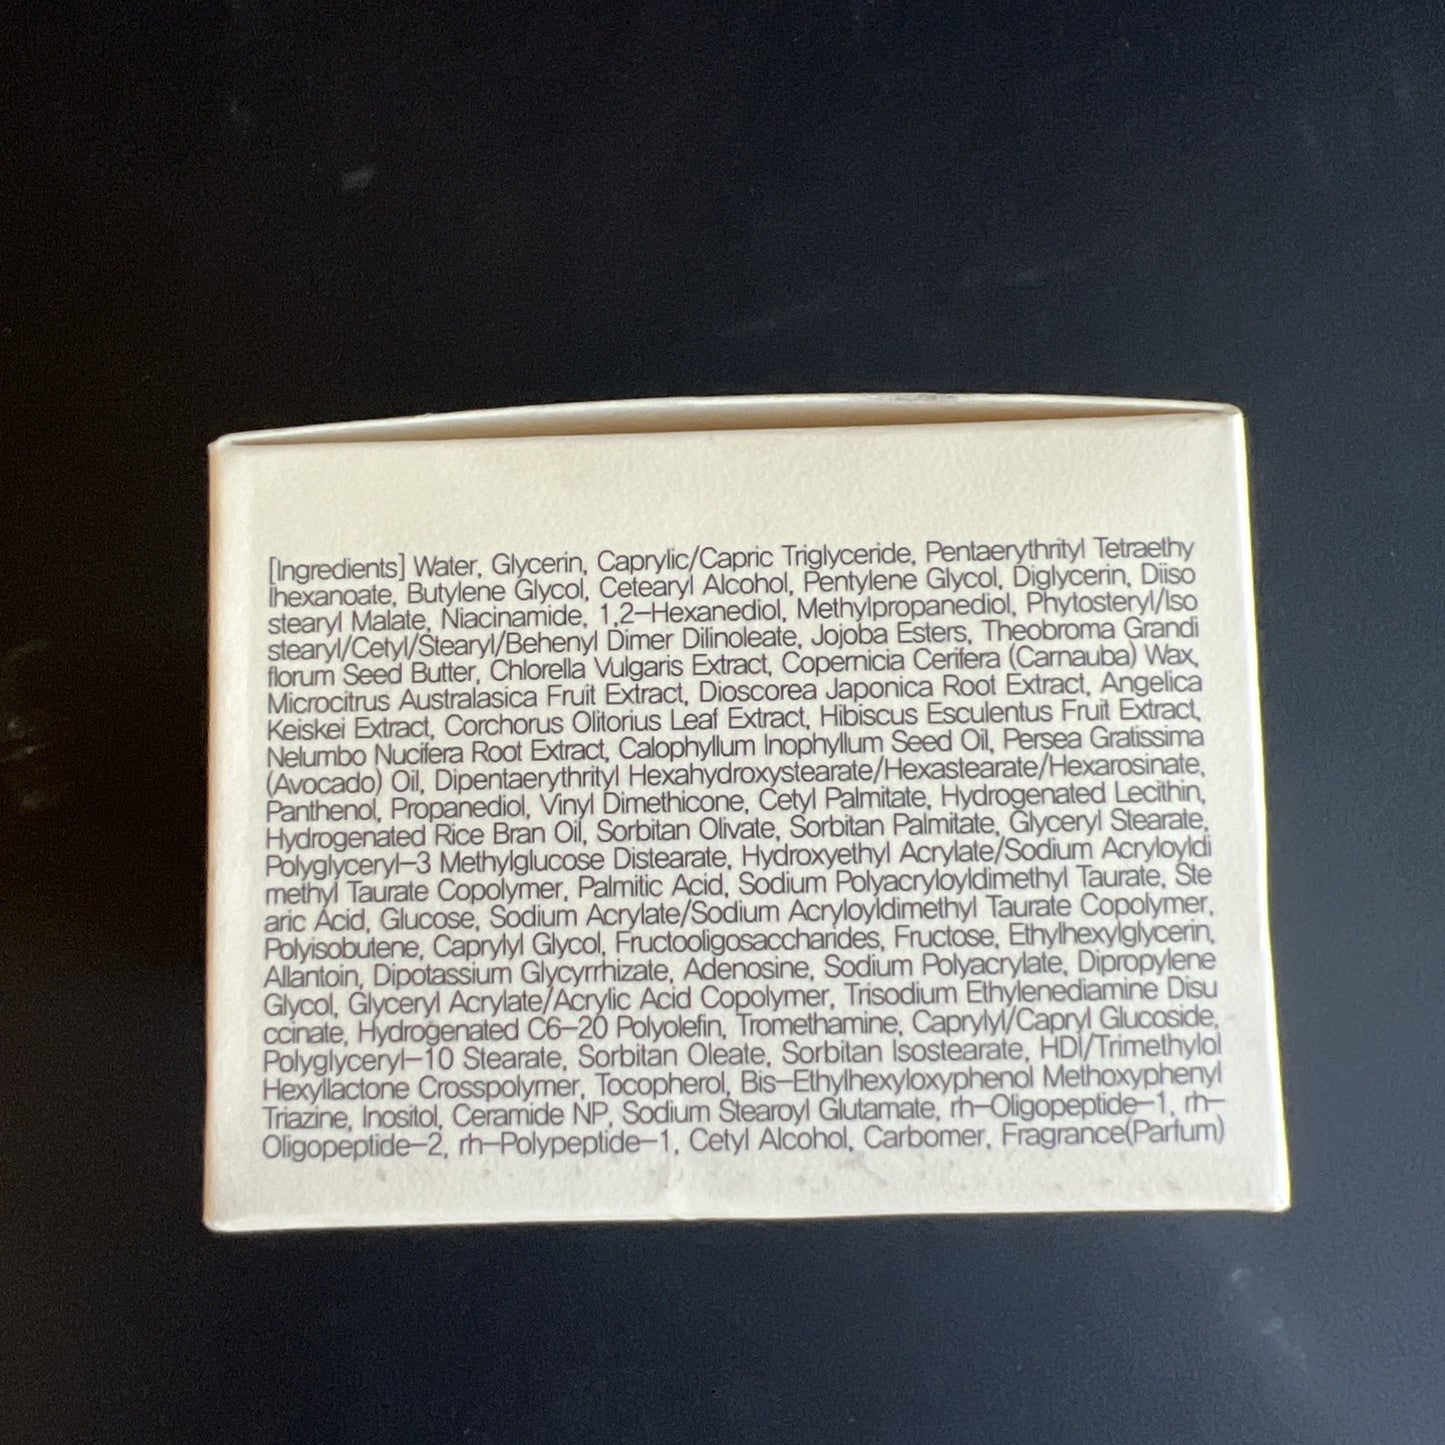 [Ingredients] Water, Glycerin, Caprylic/Capric Triglyceride, Pentaerythrityl Tetraethy
lhexanoate, Butylene Glycol, Cetearyl Alcohol, Pentylene Glycol, Diglycerin, Diiso
stearyl Malate, Niacinamide, 1,2-Hexanediol, Methylpropanediol, Phytosteryl/Iso
stearyl/Cetyl/Stearyl/Behenyl Dimer Dilinoleate, Jojoba Esters, Theobroma Grandi
florum Seed Butter, Chlorella Vulgaris Extract, Copernicia Cerifera (Carnauba) Wax,
Microcitrus Australasica Fruit Extract, Dioscorea Japonica Root Extract, Angelica
Keiskei Extract, Corchorus Olitorius Leaf Extract, Hibiscus Esculentus Fruit Extract,
Nelumbo Nucifera Root Extract, Calophyllum Inophyllum Seed Oil, Persea Gratissima
(Avocado) Oil, Dipentaerythrityl Hexahydroxystearate/Hexastearate/Hexarosinate,
Panthenol, Propanediol, Vinyl Dimethicone, Cetyl Palmitate, Hydrogenated Lecithin,
Hydrogenated Rice Bran Oil, Sorbitan Olivate, Sorbitan Palmitate, Glyceryl Stearate,
Polyglyceryl-3 Methylglucose Distearate, Hydroxyethyl Acrylate/Sodium Acryloyldi
methyl Taurate Copolymer, Palmitic Acid, Sodium Polyacryloyldimethyl Taurate, Ste
aric Acid, Glucose, Sodium Acrylate/Sodium Acryloyldimethyl Taurate Copolymer,
Polyisobutene, Caprylyl Glycol, Fructooligosaccharides, Fructose, Ethylhexylglycerin,
Allantoin, Dipotassium Glycyrrhizate, Adenosine, Sodium Polyacrylate, Dipropylene
Glycol, Glyceryl Acrylate/Acrylic Acid Copolymer, Trisodium Ethylenediamine Disu
ccinate, Hydrogenated C6-20 Polyolefin, Tromethamine, Caprylyl/Capryl Glucoside,
Polyglyceryl-10 Stearate, Sorbitan Oleate, Sorbitan Isostearate, HDI/Trimethylol
Hexyllactone Crosspolymer, Tocopherol, Bis-Ethylhexyloxyphenol Methoxyphenyl
Triazine, Inositol, Ceramide NP, Sodium Stearoyl Glutamate, rh-Oligopeptide-1, rh-
Oligopeptide-2, rh-Polypeptide-1, Cetyl Alcohol, Carbomer, Fragrance(Parfum)